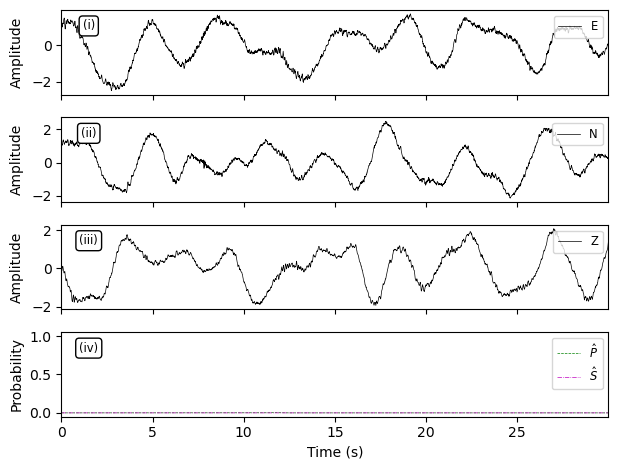 (i)
E
Amplitude
0
−2
(ii)
N
Amplitude
2
0
−2
(iii)
Z
Amplitude
2
0
−2
(iv)
P̂
Ŝ
Probability
1.0
0.5
0.0
0 5 10 15 20 25
Time (s)